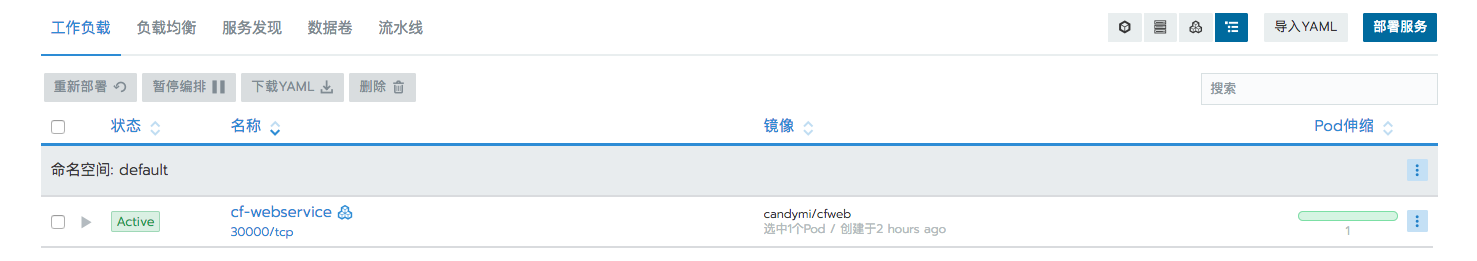 工作负载 负载均衡 服务发现 数据卷 流水线 导入YAML 部署服务
重新部署 暂停编排 下载YAML 删除 搜索
状态 名称 镜像 Pod伸缩
命名空间: default
Active cf-webservice candymi/cfweb
30000/tcp 选中1个Pod / 创建于2 hours ago 1